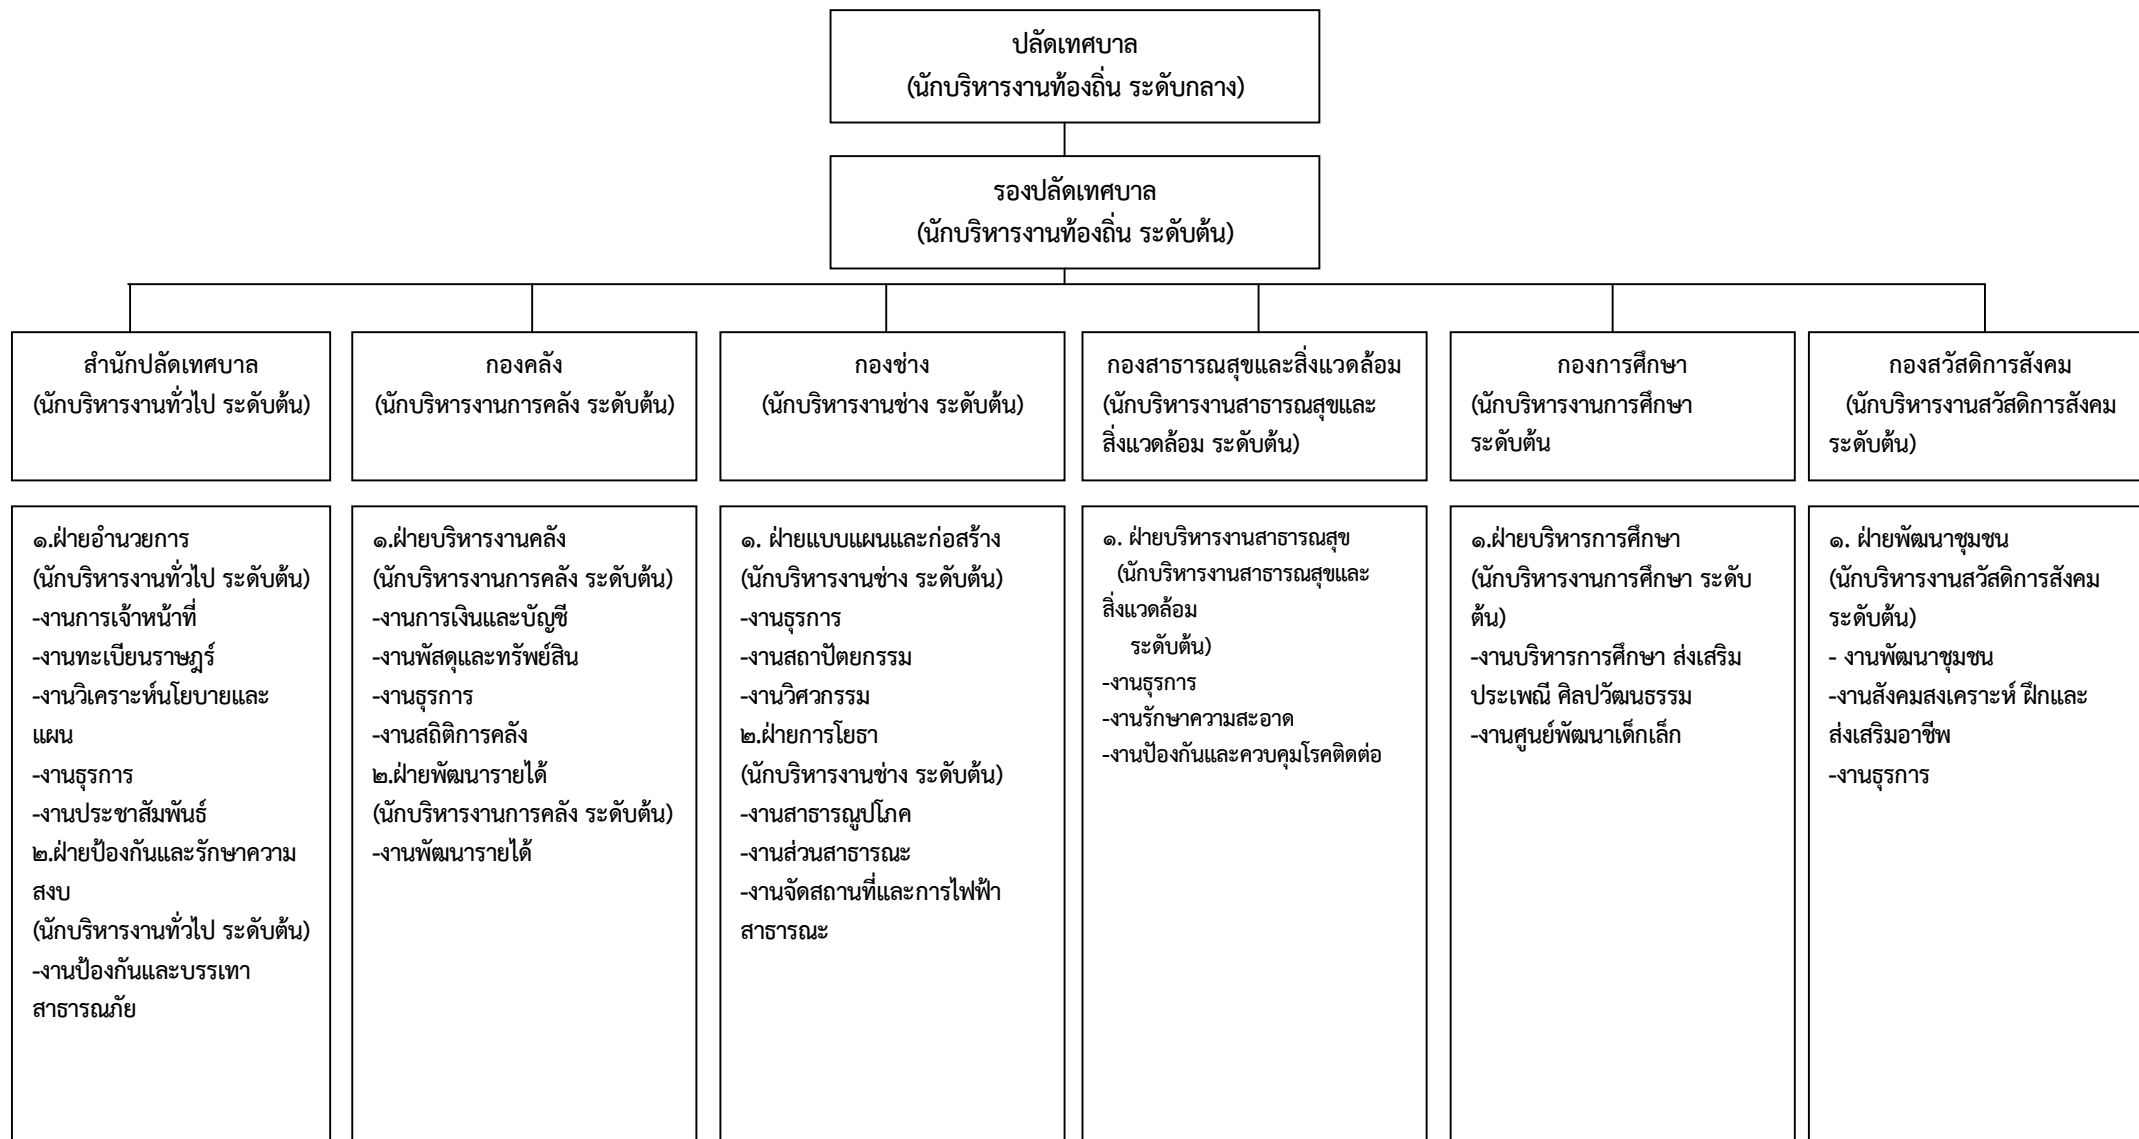 ปลัดเทศบาล
(นักบริหารงานท้องถิ่น ระดับกลาง)
รองปลัดเทศบาล
(นักบริหารงานท้องถิ่น ระดับต้น)
สำนักปลัดเทศบาล
(นักบริหารงานทั่วไป ระดับต้น)
กองคลัง
(นักบริหารงานการคลัง ระดับต้น)
กองช่าง
(นักบริหารงานช่าง ระดับต้น)
กองสาธารณสุขและสิ่งแวดล้อม
(นักบริหารงานสาธารณสุขและ
สิ่งแวดล้อม ระดับต้น)
กองการศึกษา
(นักบริหารงานการศึกษา
ระดับต้น
กองสวัสดิการสังคม
(นักบริหารงานสวัสดิการสังคม
ระดับต้น)
๑.ฝ่ายอำนวยการ
(นักบริหารงานทั่วไป ระดับต้น)
-งานการเจ้าหน้าที่
-งานทะเบียนราษฎร์
-งานวิเคราะห์นโยบายและ
แผน
-งานธุรการ
-งานประชาสัมพันธ์
๒.ฝ่ายป้องกันและรักษาความ
สงบ
(นักบริหารงานทั่วไป ระดับต้น)
-งานป้องกันและบรรเทา
สาธารณภัย
๑.ฝ่ายบริหารงานคลัง
(นักบริหารงานการคลัง ระดับต้น)
-งานการเงินและบัญชี
-งานพัสดุและทรัพย์สิน
-งานธุรการ
-งานสถิติการคลัง
๒.ฝ่ายพัฒนารายได้
(นักบริหารงานการคลัง ระดับต้น)
-งานพัฒนารายได้
๑. ฝ่ายแบบแผนและก่อสร้าง
(นักบริหารงานช่าง ระดับต้น)
-งานธุรการ
-งานสถาปัตยกรรม
-งานวิศวกรรม
๒.ฝ่ายการโยธา
(นักบริหารงานช่าง ระดับต้น)
-งานสาธารณูปโภค
-งานส่วนสาธารณะ
-งานจัดสถานที่และการไฟฟ้า
สาธารณะ
๑. ฝ่ายบริหารงานสาธารณสุข
(นักบริหารงานสาธารณสุขและ
สิ่งแวดล้อม
ระดับต้น)
-งานธุรการ
-งานรักษาความสะอาด
-งานป้องกันและควบคุมโรคติดต่อ
๑.ฝ่ายบริหารการศึกษา
(นักบริหารงานการศึกษา ระดับ
ต้น)
-งานบริหารการศึกษา ส่งเสริม
ประเพณี ศิลปวัฒนธรรม
-งานศูนย์พัฒนาเด็กเล็ก
๑. ฝ่ายพัฒนาชุมชน
(นักบริหารงานสวัสดิการสังคม
ระดับต้น)
- งานพัฒนาชุมชน
-งานสังคมสงเคราะห์ ฝึกและ
ส่งเสริมอาชีพ
-งานธุรการ